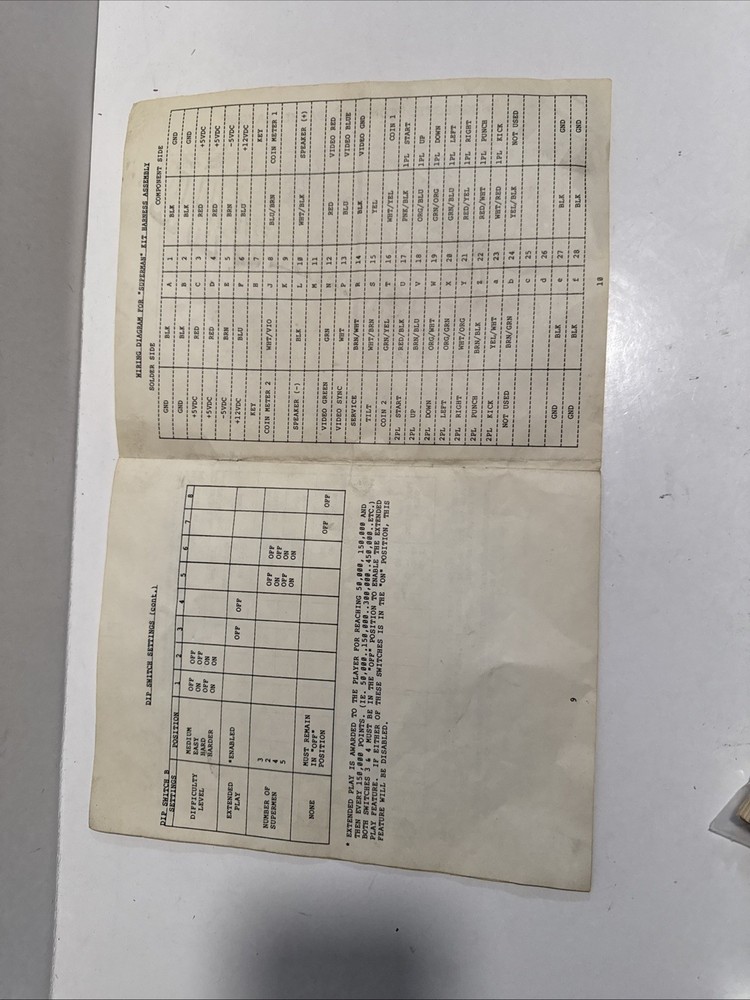 DIP SWITCH SETTINGS (cont.)
DIP SWITCH B
SETTINGS POSITION 1 2 3 4 5 6 7 8
DIFFICULTY MEDIUM OFF OFF
LEVEL EASY ON OFF
HARD OFF ON
HARDER ON ON
EXTENDED *ENABLED OFF OFF
PLAY
NUMBER OF 3 OFF OFF
SUPERMEN 2 ON OFF
4 OFF ON
5 ON ON
NONE MUST REMAIN
IN "OFF" OFF OFF
POSITION
* EXTENDED PLAY IS AWARDED TO THE PLAYER FOR REACHING 50,000, 150,000 AND
THEN EVERY 150,000 POINTS. (IE. 50,000..150,000..300,000..450,000..ETC.)
BOTH SWITCHES 3 & 4 MUST BE IN THE "OFF" POSITION TO ENABLE THE EXTENDED
PLAY FEATURE. IF EITHER OF THESE SWITCHES IS IN THE "ON" POSITION, THIS
FEATURE WILL BE DISABLED.
9
WIRING DIAGRAM FOR "SUPERMAN" KIT HARNESS ASSEMBLY
SOLDER SIDE COMPONENT SIDE
GND BLK A 1 BLK GND
GND BLK B 2 BLK GND
+5VDC RED C 3 RED +5VDC
+5VDC RED D 4 RED +5VDC
-5VDC BRN E 5 BRN -5VDC
+12VDC BLU F 6 BLU +12VDC
KEY H 7 KEY
COIN METER 2 WHT/VIO J 8 BLU/BRN COIN METER 1
K 9
SPEAKER (-) BLK L 10 WHT/BLK SPEAKER (+)
M 11
VIDEO GREEN GRN N 12 RED VIDEO RED
VIDEO SYNC WHT P 13 BLU VIDEO BLUE
SERVICE BRN/WHT R 14 BLK VIDEO GND
TILT WHT/BRN S 15 YEL
COIN 2 GRN/YEL T 16 WHT/YEL COIN 1
2PL START RED/BLK U 17 PNK/BLK 1PL START
2PL UP BRN/BLU V 18 ORG/BLU 1PL UP
2PL DOWN ORG/WHT W 19 GRN/ORG 1PL DOWN
2PL LEFT ORG/GRN X 20 GRN/BLU 1PL LEFT
2PL RIGHT WHT/ORG Y 21 RED/YEL 1PL RIGHT
2PL PUNCH BRN/BLK Z 22 RED/WHT 1PL PUNCH
2PL KICK YEL/WHT a 23 WHT/RED 1PL KICK
NOT USED BRN/GRN b 24 YEL/BLK NOT USED
c 25
d 26
GND BLK e 27 BLK GND
GND BLK f 28 BLK GND
10